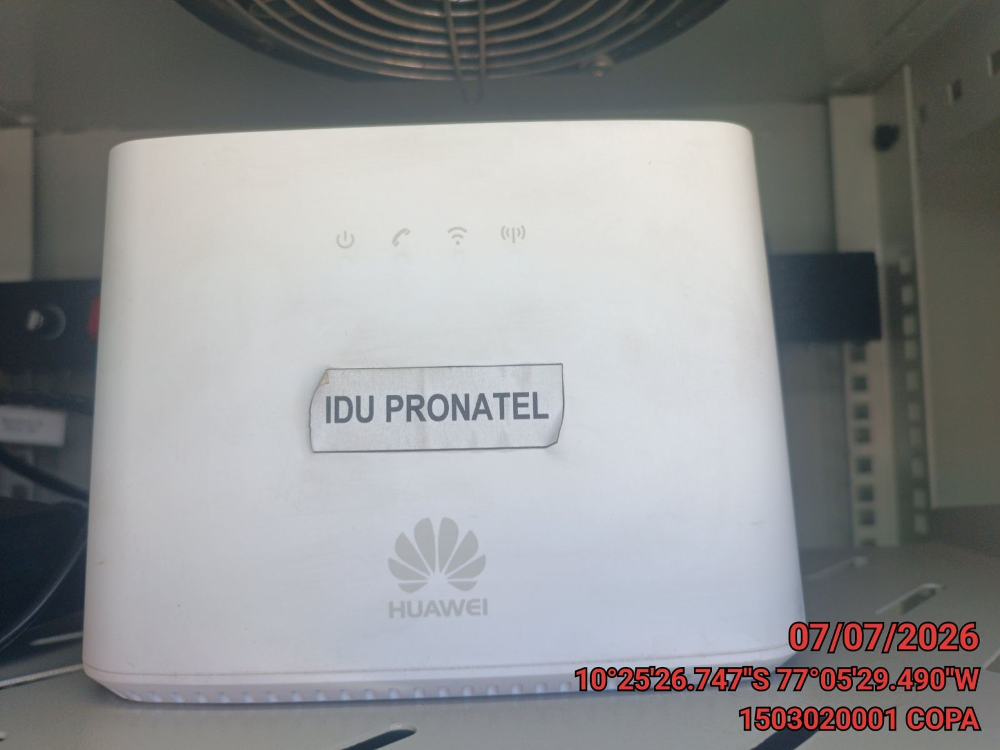 IDU PRONATEL
HUAWEI
07/07/2026
10°25'26.747"S 77°05'29.490"W
1503020001 COPA